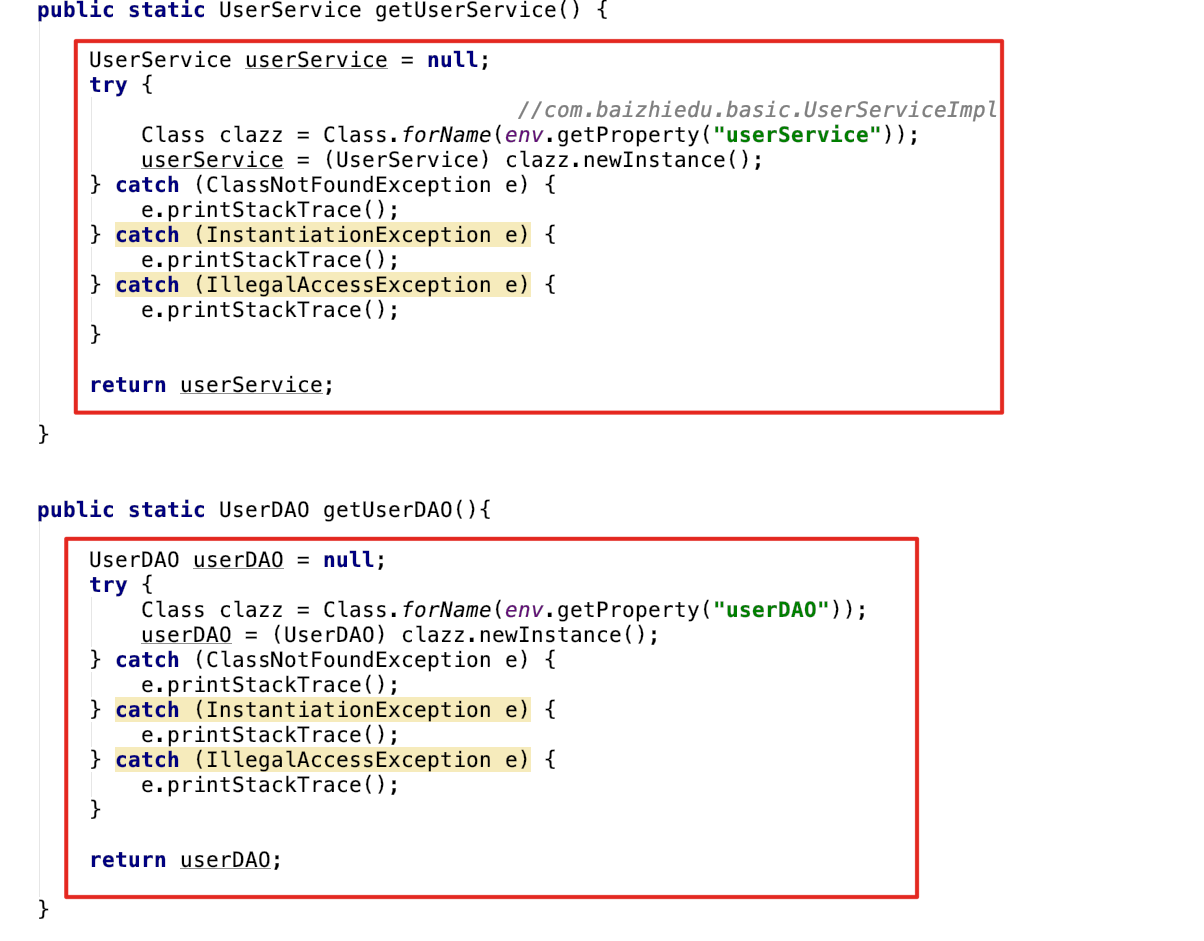 public static UserService getUserService() {
UserService userService = null;
try {
//com.baizhiedu.basic.UserServiceImpl
Class clazz = Class.forName(env.getProperty("userService"));
userService = (UserService) clazz.newInstance();
} catch (ClassNotFoundException e) {
e.printStackTrace();
} catch (InstantiationException e) {
e.printStackTrace();
} catch (IllegalAccessException e) {
e.printStackTrace();
}
return userService;
}
public static UserDAO getUserDAO(){
UserDAO userDAO = null;
try {
Class clazz = Class.forName(env.getProperty("userDAO"));
userDAO = (UserDAO) clazz.newInstance();
} catch (ClassNotFoundException e) {
e.printStackTrace();
} catch (InstantiationException e) {
e.printStackTrace();
} catch (IllegalAccessException e) {
e.printStackTrace();
}
return userDAO;
}